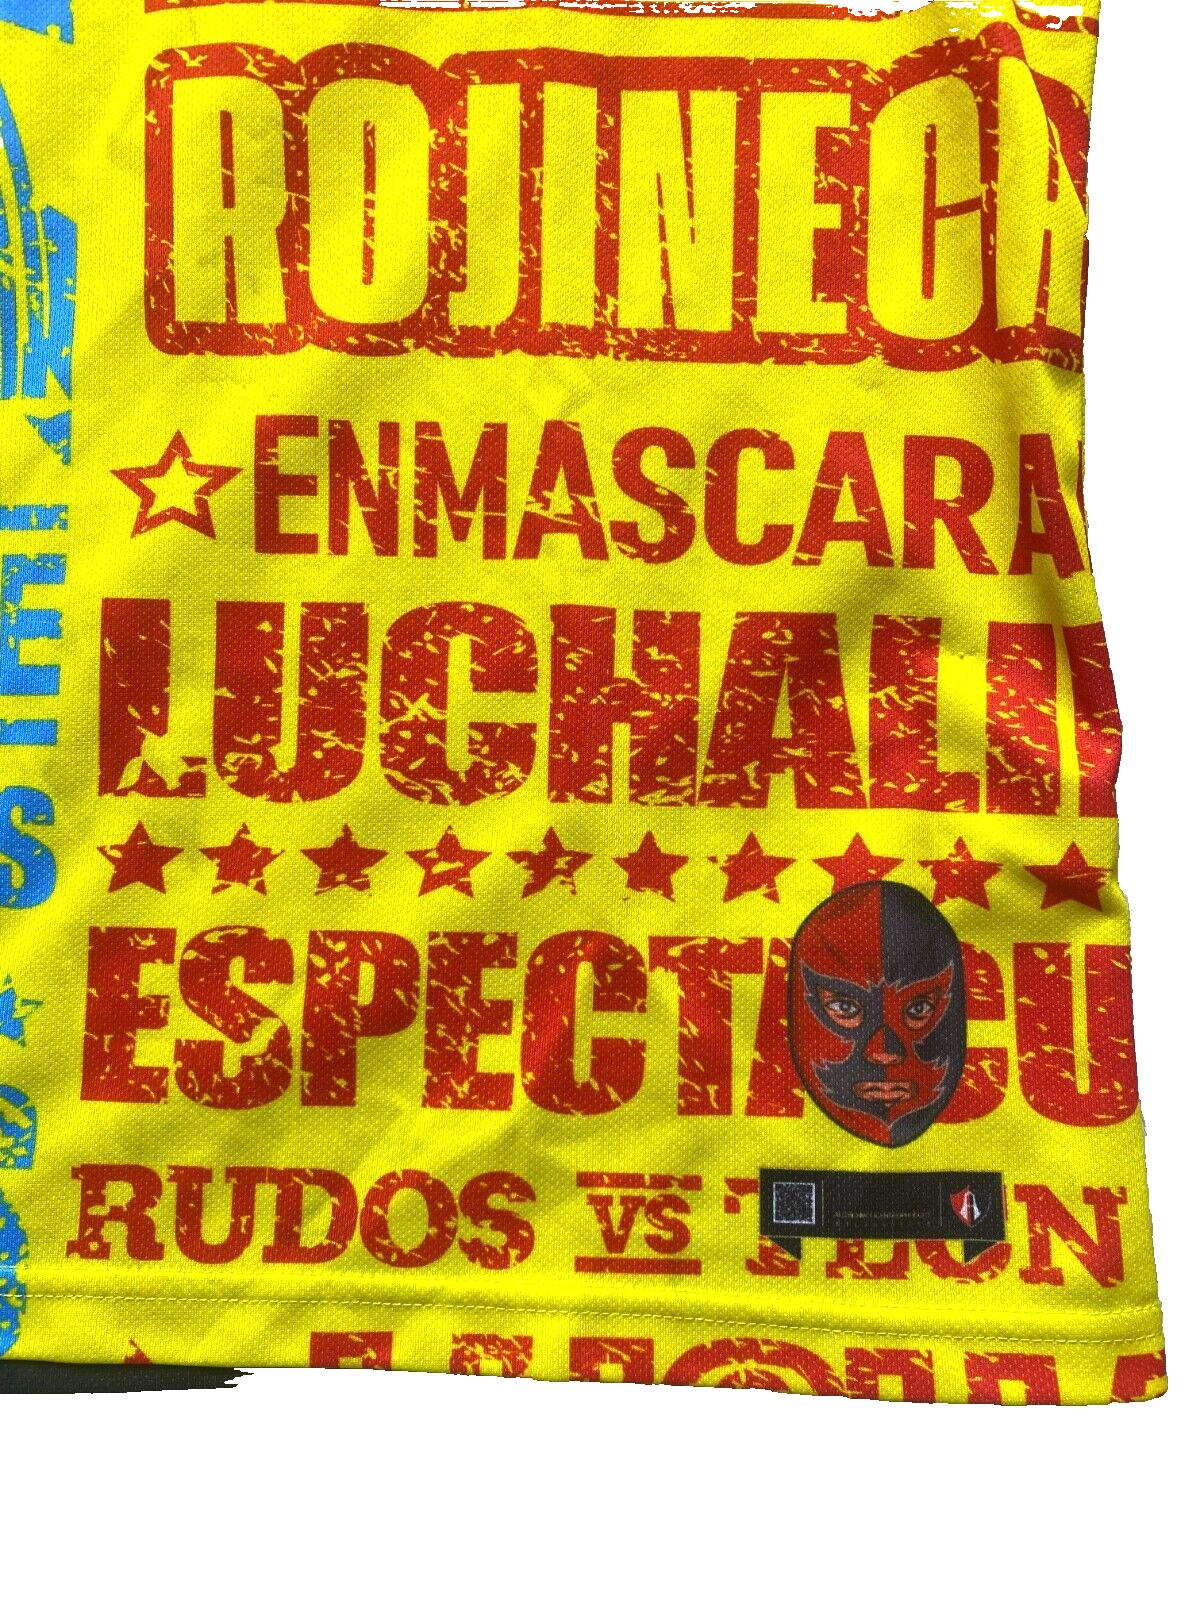 ROJINEGR
ENMASCARA
LUCHALI
ESPECTACU
RUDOS VS TECN